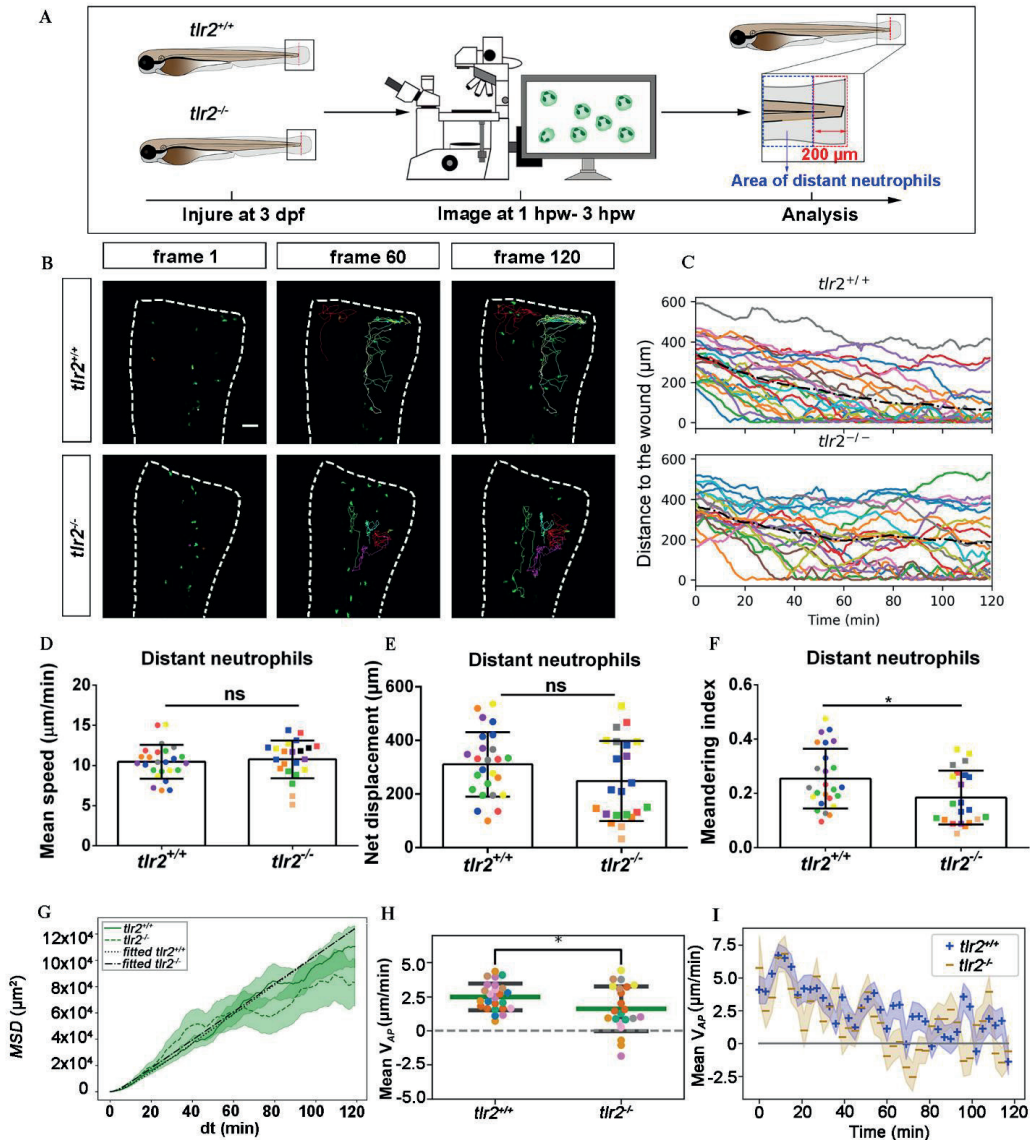 A
tlr2+/+
tlr2-/-
200 µm
Area of distant neutrophils
Injure at 3 dpf
Image at 1 hpw- 3 hpw
Analysis
B
frame 1
frame 60
frame 120
tlr2+/+
tlr2-/-
C
tlr2+/+
600
400
200
0
tlr2−/−
600
400
200
0
Distance to the wound (µm)
0 20 40 60 80 100 120
Time (min)
D
Distant neutrophils
ns
20
15
10
5
0
Mean speed (µm/min)
tlr2+/+ tlr2-/-
E
Distant neutrophils
ns
600
400
200
0
Net displacement (µm)
tlr2+/+ tlr2-/-
F
Distant neutrophils
*
0.6
0.4
0.2
0.0
Meandering index
tlr2+/+ tlr2-/-
G
tlr2+/+
tlr2-/-
fitted tlr2+/+
fitted tlr2-/-
12x10⁴
10x10⁴
8x10⁴
6x10⁴
4x10⁴
2x10⁴
0
MSD (µm²)
0 20 40 60 80 100 120
dt (min)
H
*
5.0
2.5
0
-2.5
-5.0
Mean VAP (µm/min)
tlr2+/+ tlr2-/-
I
tlr2+/+
tlr2-/-
7.5
5.0
2.5
0
-2.5
Mean VAP (µm/min)
0 20 40 60 80 100 120
Time (min)